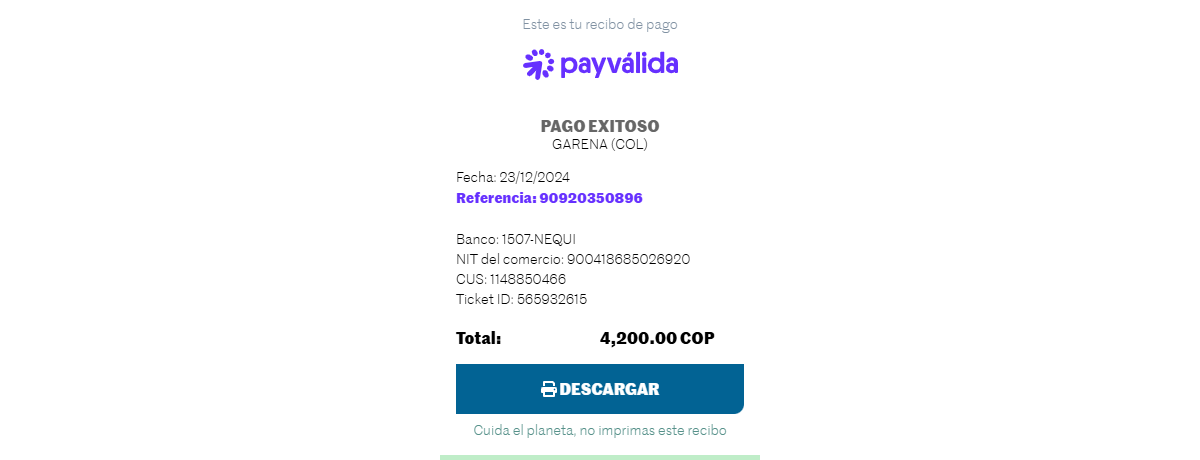 Este es tu recibo de pago
payválida
PAGO EXITOSO
GARENA (COL)
Fecha: 23/12/2024
Referencia: 90920350896
Banco: 1507-NEQUI
NIT del comercio: 900418685026920
CUS: 1148850466
Ticket ID: 565932615
Total: 4,200.00 COP
DESCARGAR
Cuida el planeta, no imprimas este recibo